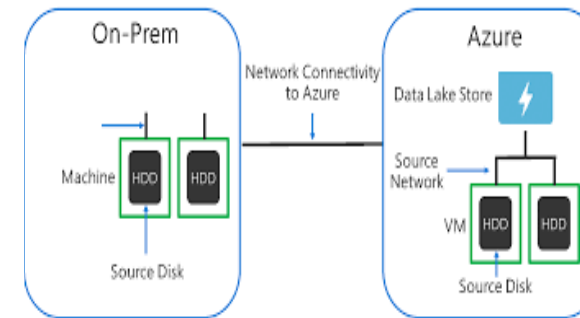 On-Prem
Azure
Network Connectivity
to Azure
Data Lake Store
Source
Network
Machine
HDD
HDD
VM
HDD
HDD
Source Disk
Source Disk